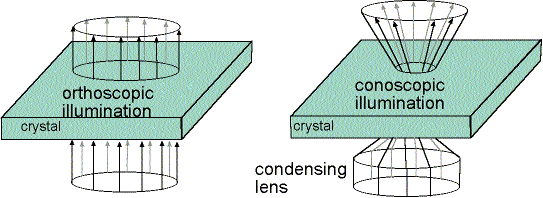 orthoscopic
illumination
crystal
conoscopic
illumination
crystal
condensing
lens